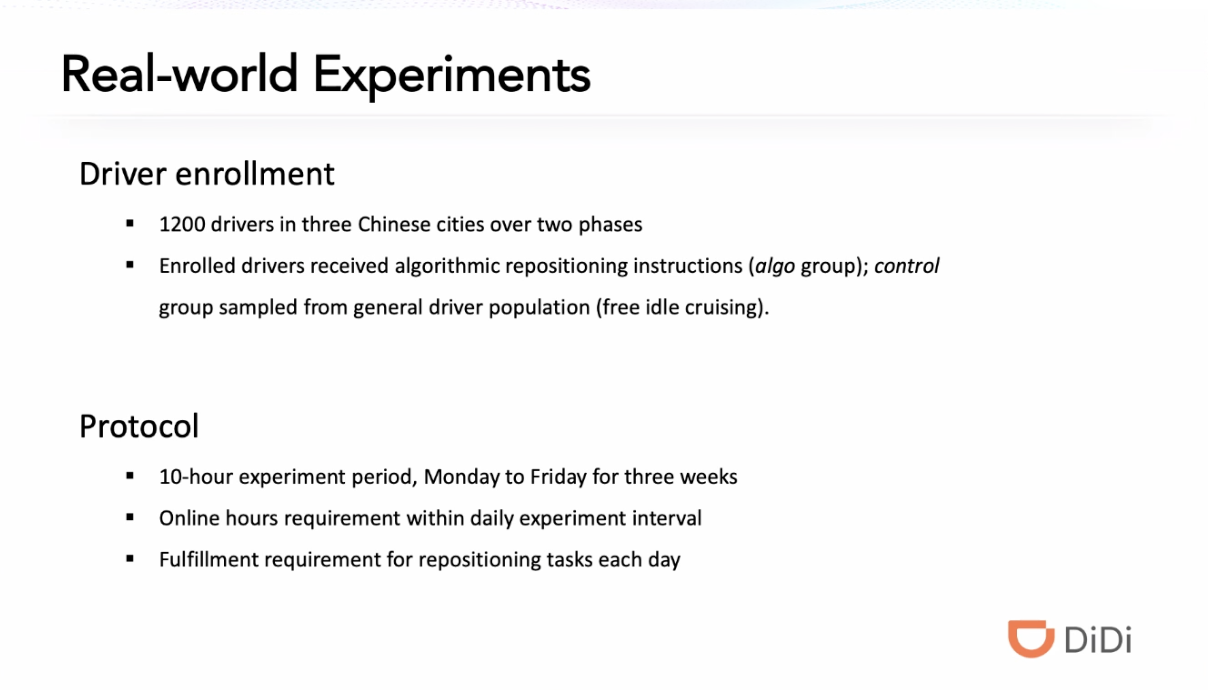 Real-world Experiments
Driver enrollment
▪ 1200 drivers in three Chinese cities over two phases
▪ Enrolled drivers received algorithmic repositioning instructions (algo group); control
group sampled from general driver population (free idle cruising).
Protocol
▪ 10-hour experiment period, Monday to Friday for three weeks
▪ Online hours requirement within daily experiment interval
▪ Fulfillment requirement for repositioning tasks each day
DiDi